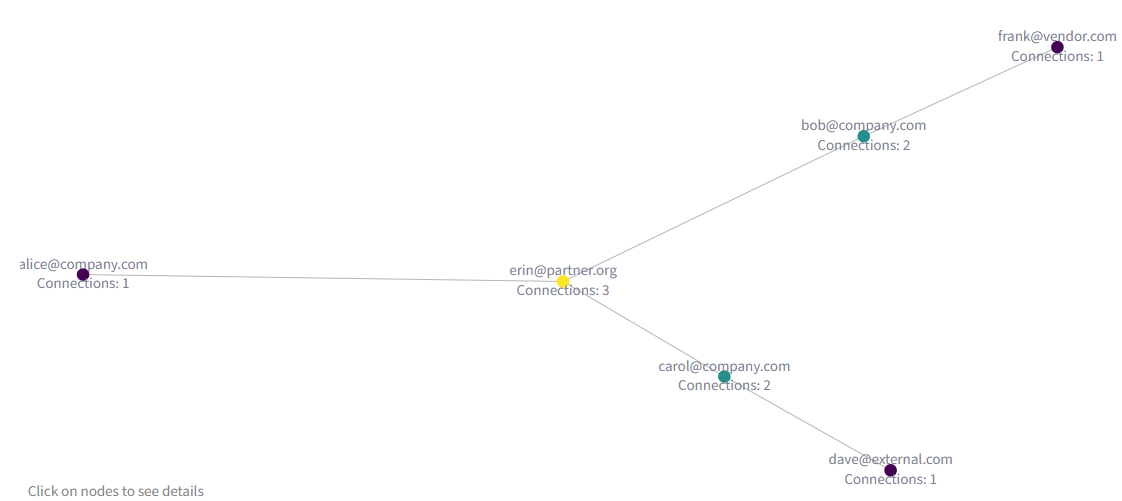 frank@vendor.com
Connections: 1
bob@company.com
Connections: 2
alice@company.com
Connections: 1
erin@partner.org
Connections: 3
carol@company.com
Connections: 2
dave@external.com
Connections: 1
Click on nodes to see details